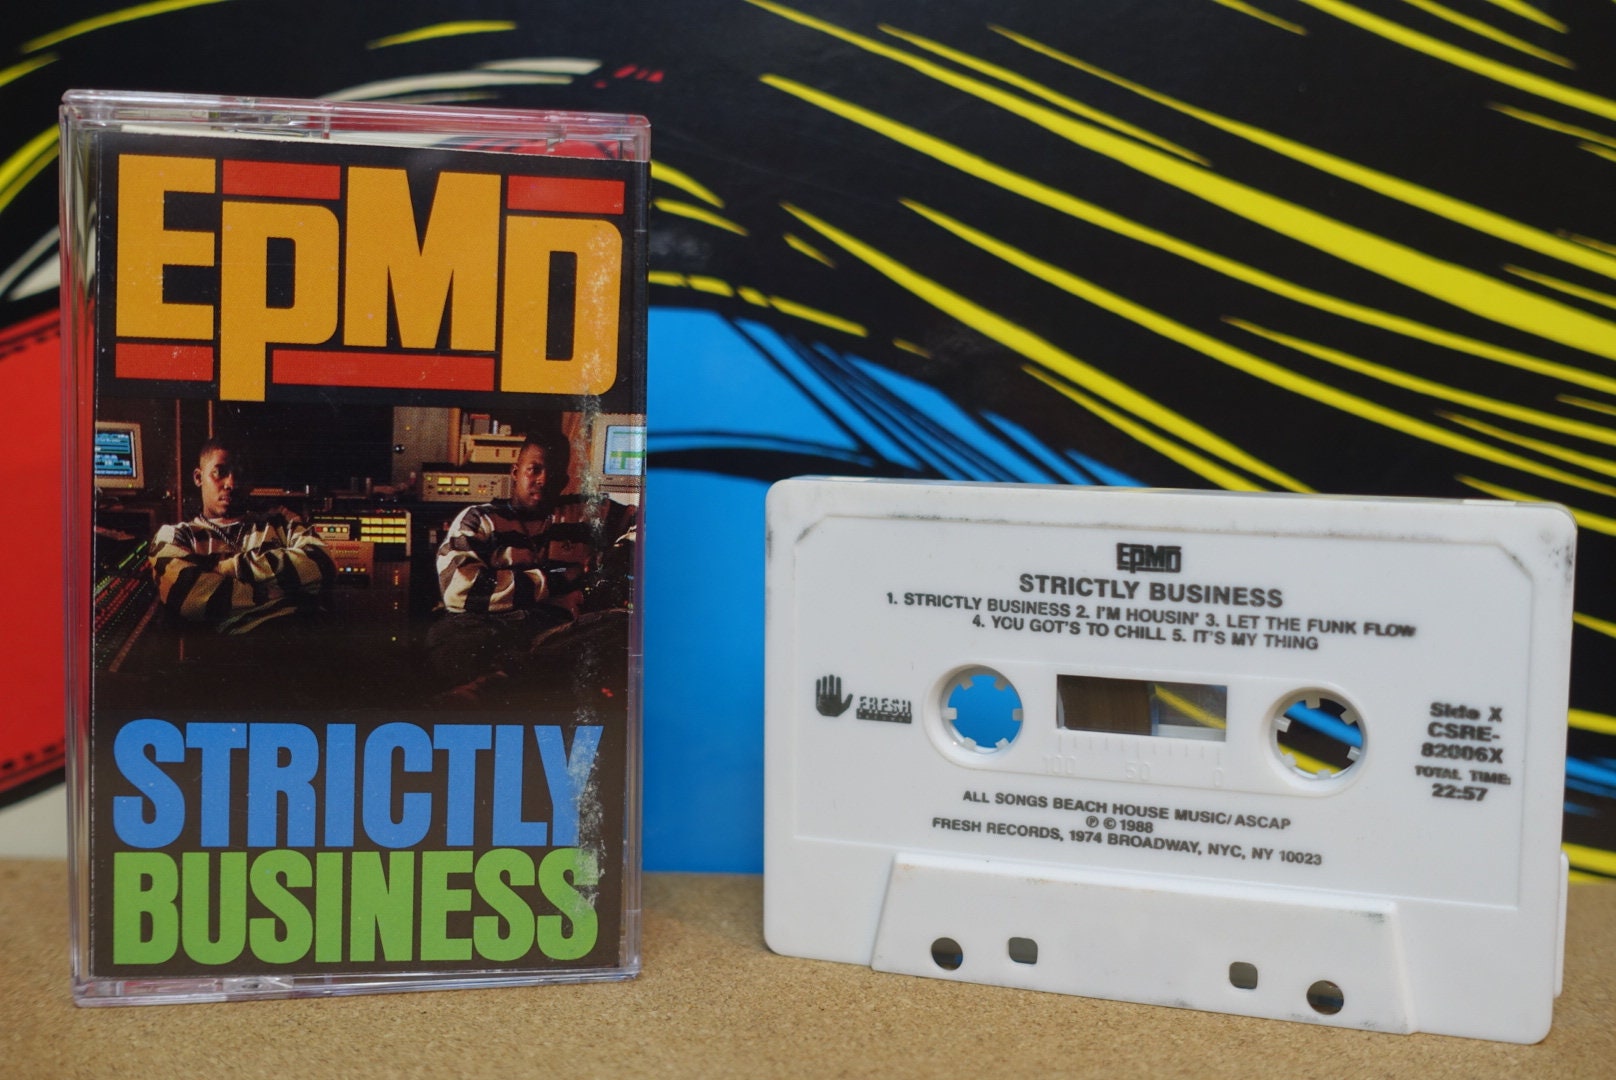 EPMD
STRICTLY
BUSINESS
EPMD
STRICTLY BUSINESS
1. STRICTLY BUSINESS 2. I'M HOUSIN' 3. LET THE FUNK FLOW
4. YOU GOT'S TO CHILL 5. IT'S MY THING
FRESH
Side X
CSRE-
82006X
TOTAL TIME:
22:57
100 50 0
ALL SONGS BEACH HOUSE MUSIC/ASCAP
℗ © 1988
FRESH RECORDS, 1974 BROADWAY, NYC, NY 10023